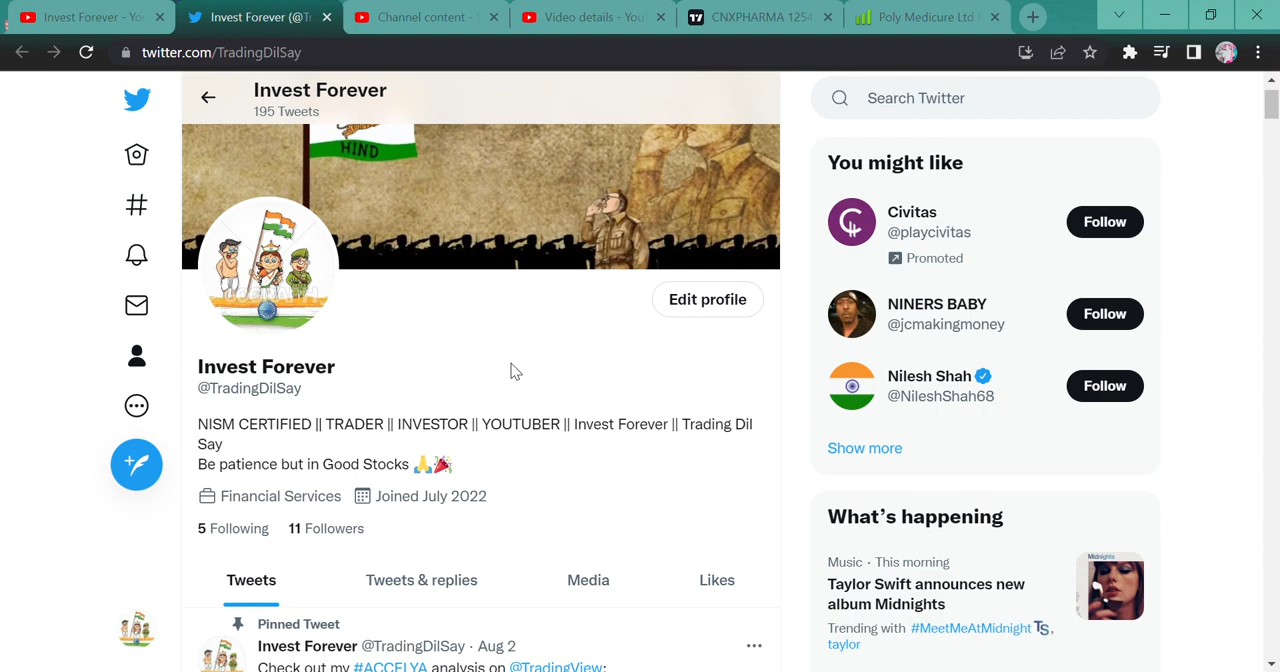 Invest Forever - Yo
Invest Forever (@Tr
Channel content -
Video details - You
CNXPHARMA 1254
Poly Medicure Ltd
twitter.com/TradingDilSay
Invest Forever
195 Tweets
Search Twitter
HIND
You might like
Civitas
@playcivitas
Follow
Promoted
NINERS BABY
@jcmakingmoney
Follow
Nilesh Shah
@NileshShah68
Follow
Show more
Edit profile
Invest Forever
@TradingDilSay
NISM CERTIFIED || TRADER || INVESTOR || YOUTUBER || Invest Forever || Trading Dil
Say
Be patience but in Good Stocks 🙏🎉
Financial Services Joined July 2022
5 Following 11 Followers
Tweets Tweets & replies Media Likes
Pinned Tweet
Invest Forever @TradingDilSay · Aug 2
Check out my #ACCELYA analysis on @TradingView:
What's happening
Music · This morning
Taylor Swift announces new
album Midnights
Trending with #MeetMeAtMidnight TS,
taylor
Midnights